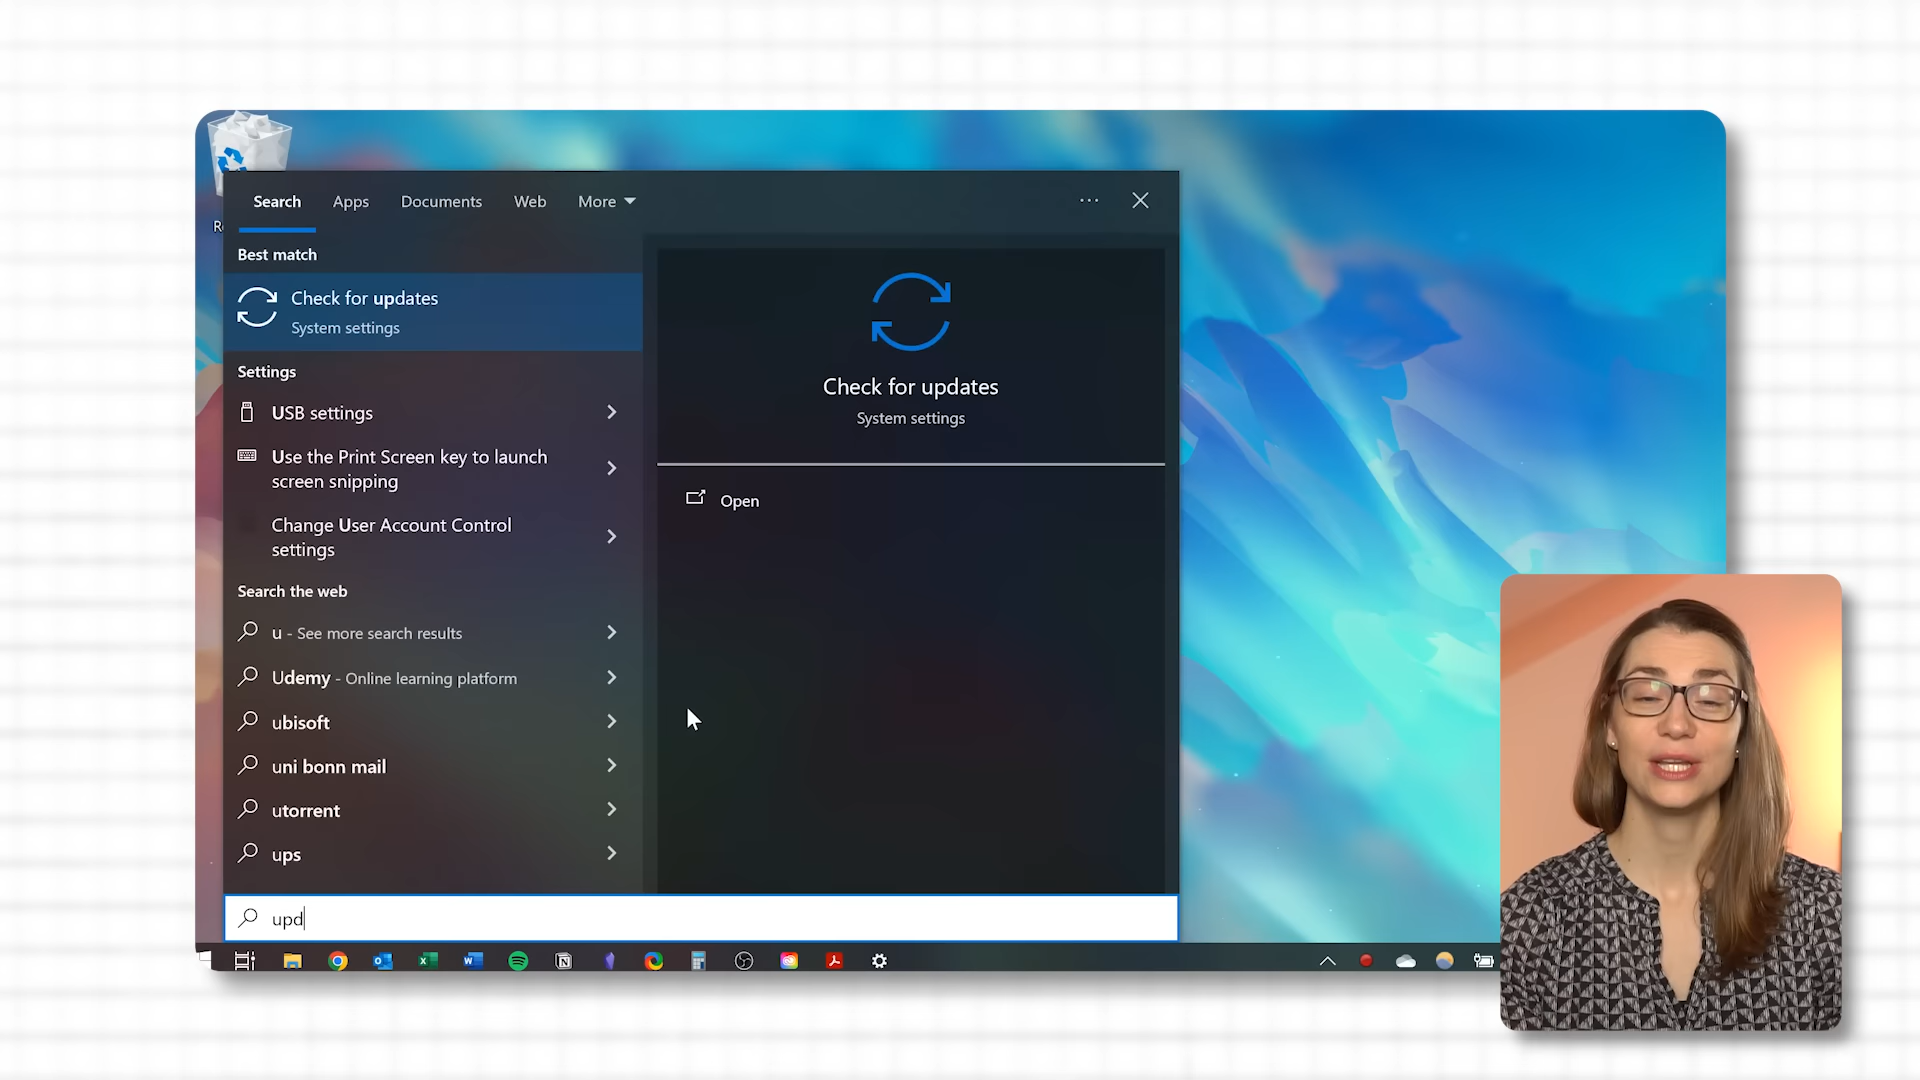 Search Apps Documents Web More
Best match
Check for updates
System settings
Settings
USB settings
Use the Print Screen key to launch
screen snipping
Change User Account Control
settings
Search the web
u - See more search results
Udemy - Online learning platform
ubisoft
uni bonn mail
utorrent
ups
upd
Check for updates
System settings
Open